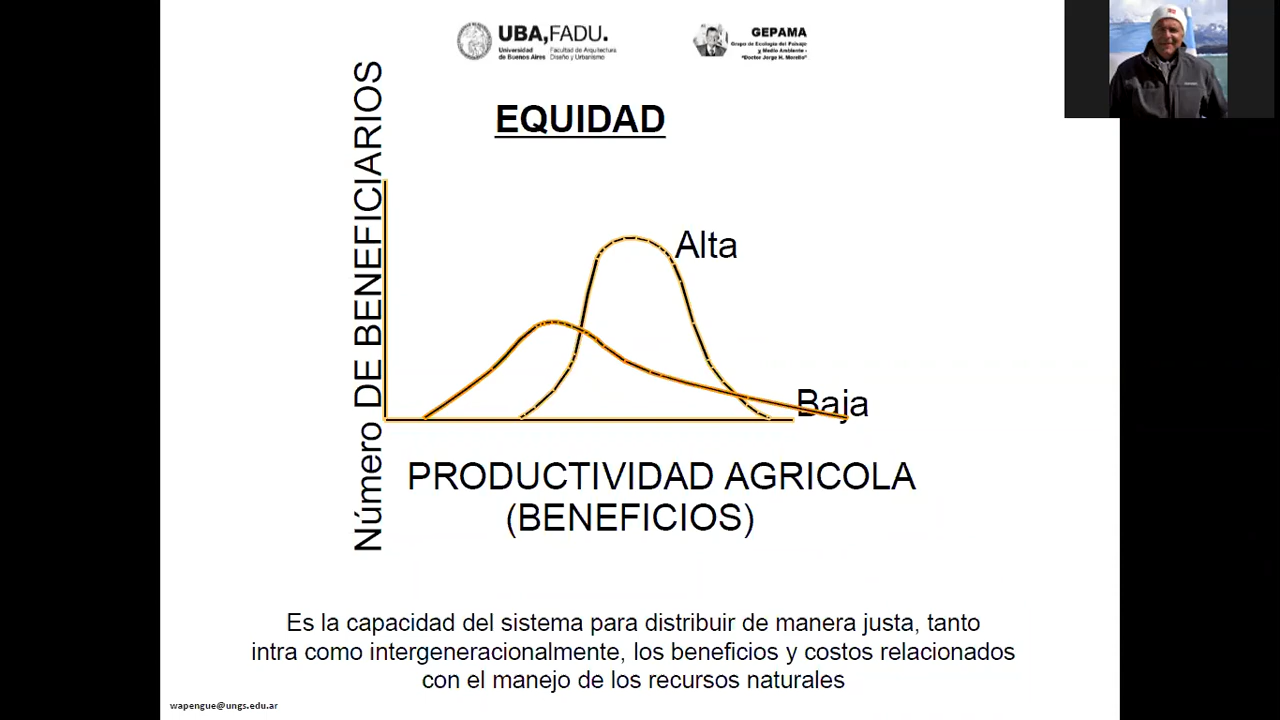 UBA,FADU.
Universidad de Buenos Aires
Facultad de Arquitectura Diseño y Urbanismo
GEPAMA
Grupo de Ecología del Paisaje
y Medio Ambiente -
"Doctor Jorge H. Morello"
EQUIDAD
Número DE BENEFICIARIOS
Alta
Baja
PRODUCTIVIDAD AGRICOLA
(BENEFICIOS)
Es la capacidad del sistema para distribuir de manera justa, tanto
intra como intergeneracionalmente, los beneficios y costos relacionados
con el manejo de los recursos naturales
wapengue@ungs.edu.ar